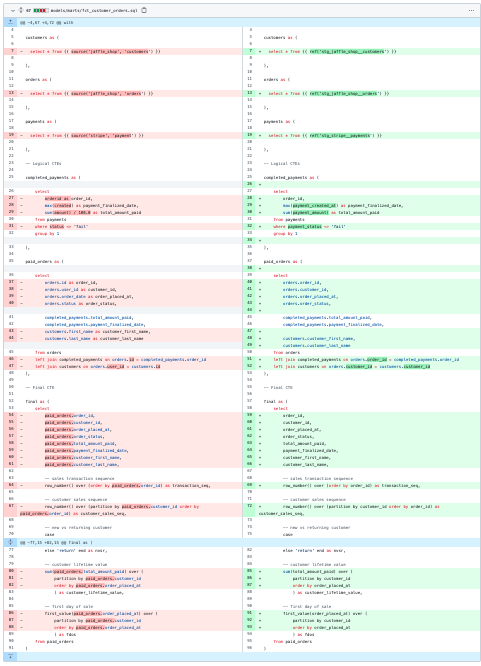 47 models/marts/fct_customer_orders.sql
@@ -4,67 +4,72 @@ with
4
5 customers as (
6
7 - select * from {{ source('jaffle_shop', 'customers') }}
8
9 ),
10
11 orders as (
12
13 - select * from {{ source('jaffle_shop', 'orders') }}
14
15 ),
16
17 payments as (
18
19 - select * from {{ source('stripe', 'payment') }}
20
21 ),
22
23 -- Logical CTEs
24
25 completed_payments as (
26 select
27 - orderid as order_id,
28 - max(created) as payment_finalized_date,
29 - sum(amount) / 100.0 as total_amount_paid
30 from payments
31 - where status <> 'fail'
32 group by 1
33 ),
34
35 paid_orders as (
36 select
37 - orders.id as order_id,
38 - orders.user_id as customer_id,
39 - orders.order_date as order_placed_at,
40 - orders.status as order_status,
41 completed_payments.total_amount_paid,
42 completed_payments.payment_finalized_date,
43 - customers.first_name as customer_first_name,
44 - customers.last_name as customer_last_name
45 from orders
46 - left join completed_payments on orders.id = completed_payments.order_id
47 - left join customers on orders.user_id = customers.id
48 ),
49
50 -- Final CTE
51
52 final as (
53 select
54 - paid_orders.order_id,
55 - paid_orders.customer_id,
56 - paid_orders.order_placed_at,
57 - paid_orders.order_status,
58 - paid_orders.total_amount_paid,
59 - paid_orders.payment_finalized_date,
60 - paid_orders.customer_first_name,
61 - paid_orders.customer_last_name,
62
63 -- sales transaction sequence
64 - row_number() over (order by paid_orders.order_id) as transaction_seq,
65
66 -- customer sales sequence
67 - row_number() over (partition by paid_orders.customer_id order by
paid_orders.order_id) as customer_sales_seq,
68
69 -- new vs returning customer
70 case
@@ -77,15 +82,15 @@ final as (
77 else 'return' end as nvsr,
78
79 -- customer lifetime value
80 - sum(paid_orders.total_amount_paid) over (
81 - partition by paid_orders.customer_id
82 - order by paid_orders.order_placed_at
83 ) as customer_lifetime_value,
84
85 -- first day of sale
86 - first_value(paid_orders.order_placed_at) over (
87 - partition by paid_orders.customer_id
88 - order by paid_orders.order_placed_at
89 ) as fdos
90 from paid_orders
91 )
4
5 customers as (
6
7 + select * from {{ ref('stg_jaffle_shop__customers') }}
8
9 ),
10
11 orders as (
12
13 + select * from {{ ref('stg_jaffle_shop__orders') }}
14
15 ),
16
17 payments as (
18
19 + select * from {{ ref('stg_stripe__payments') }}
20
21 ),
22
23 -- Logical CTEs
24
25 completed_payments as (
26 +
27 select
28 + order_id,
29 + max(payment_created_at) as payment_finalized_date,
30 + sum(payment_amount) as total_amount_paid
31 from payments
32 + where payment_status <> 'fail'
33 group by 1
34 +
35 ),
36
37 paid_orders as (
38 +
39 select
40 + orders.order_id,
41 + orders.customer_id,
42 + orders.order_placed_at,
43 + orders.order_status,
44 +
45 completed_payments.total_amount_paid,
46 completed_payments.payment_finalized_date,
47 +
48 + customers.customer_first_name,
49 + customers.customer_last_name
50 from orders
51 + left join completed_payments on orders.order_id = completed_payments.order_id
52 + left join customers on orders.customer_id = customers.customer_id
53 ),
54
55 -- Final CTE
56
57 final as (
58 select
59 + order_id,
60 + customer_id,
61 + order_placed_at,
62 + order_status,
63 + total_amount_paid,
64 + payment_finalized_date,
65 + customer_first_name,
66 + customer_last_name,
67
68 -- sales transaction sequence
69 + row_number() over (order by order_id) as transaction_seq,
70
71 -- customer sales sequence
72 + row_number() over (partition by customer_id order by order_id) as
customer_sales_seq,
73
74 -- new vs returning customer
75 case
82 else 'return' end as nvsr,
83
84 -- customer lifetime value
85 + sum(total_amount_paid) over (
86 + partition by customer_id
87 + order by order_placed_at
88 ) as customer_lifetime_value,
89
90 -- first day of sale
91 + first_value(order_placed_at) over (
92 + partition by customer_id
93 + order by order_placed_at
94 ) as fdos
95 from paid_orders
96 )